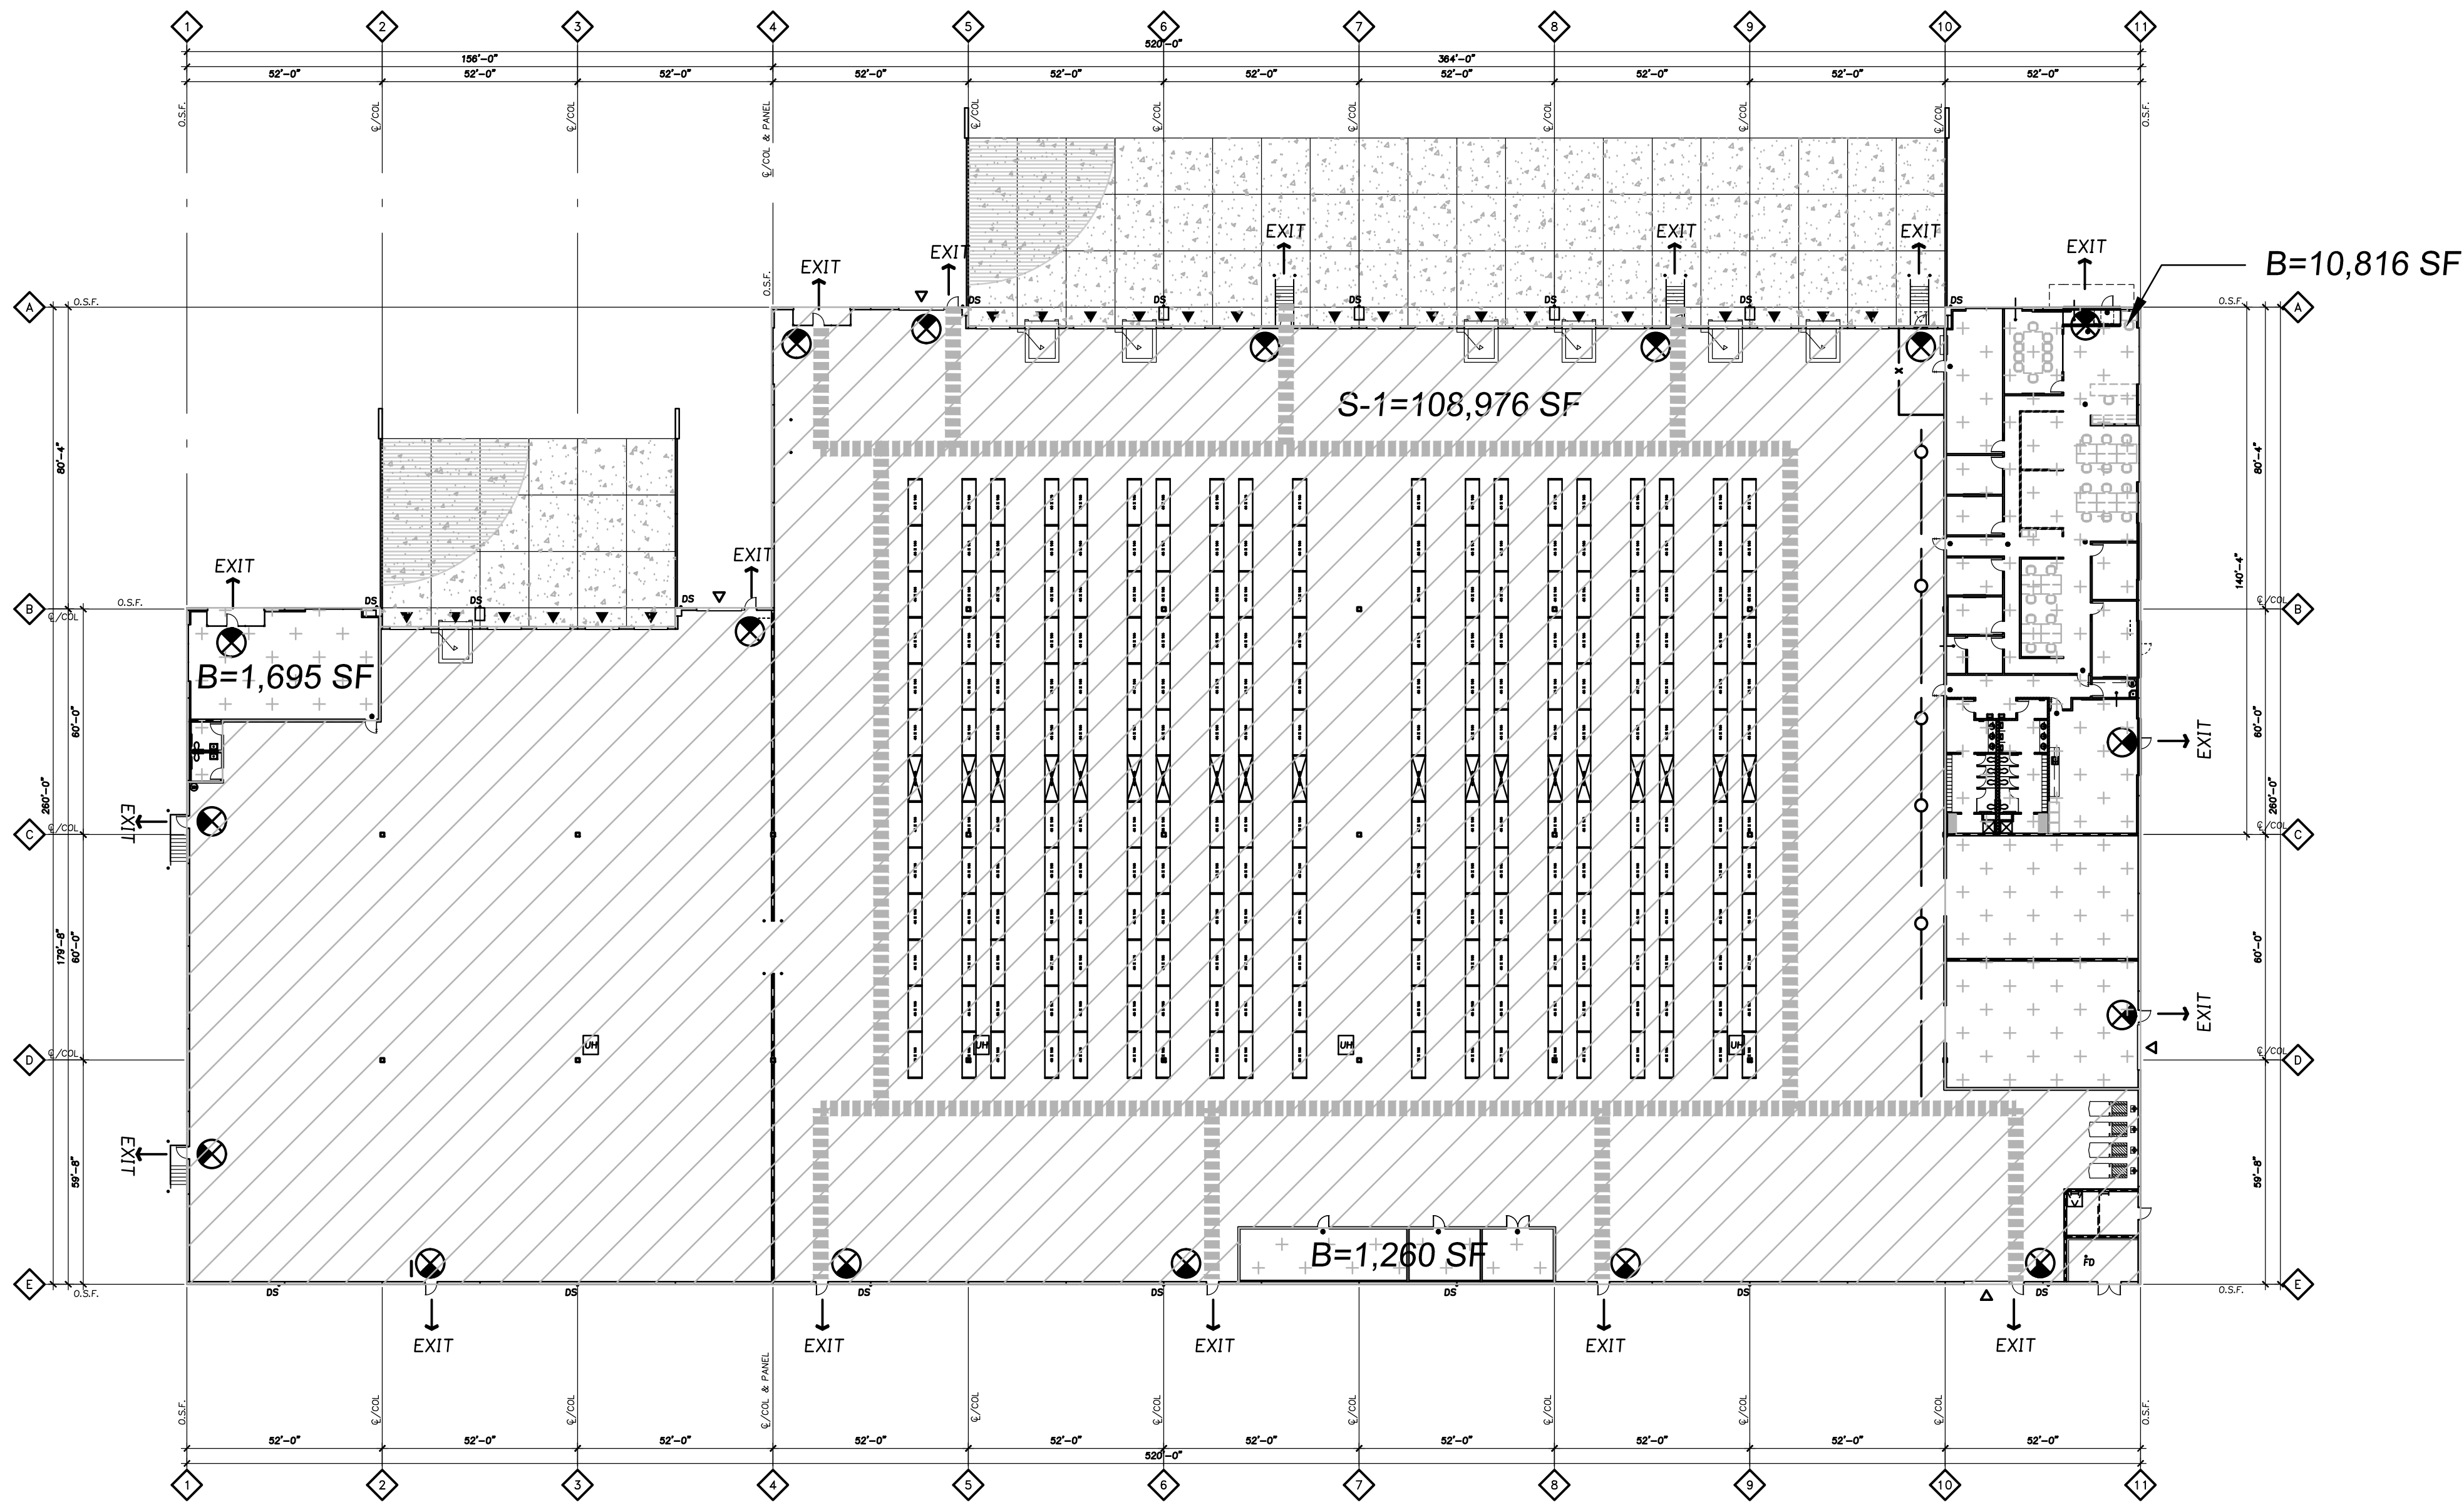 1 2 3 4 5 6 7 8 9 10 11
520'-0"
156'-0" 364'-0"
52'-0" 52'-0" 52'-0" 52'-0" 52'-0" 52'-0" 52'-0" 52'-0" 52'-0" 52'-0"
O.S.F. ℄/COL ℄/COL ℄/COL & PANEL ℄/COL ℄/COL ℄/COL ℄/COL ℄/COL ℄/COL O.S.F.
EXIT EXIT EXIT
EXIT EXIT
EXIT
B=10,816 SF
O.S.F.
A O.S.F. DS DS DS DS DS DS O.S.F. A
S-1=108,976 SF
80'-4" 80'-4"
EXIT EXIT
140'-4"
O.S.F. DS DS DS
B ℄/COL ℄/COL B
B=1,695 SF
60'-0" 60'-0"
EXIT
260'-0" 260'-0"
EXIT
C ℄/COL ℄/COL C
179'-8" 60'-0" 60'-0"
EXIT
UH UH UH UH
D ℄/COL ℄/COL D
EXIT
59'-8" 59'-8"
B=1,260 SF
FD
E O.S.F. O.S.F. E
DS DS DS DS DS DS DS
EXIT EXIT EXIT EXIT EXIT
O.S.F. ℄/COL ℄/COL ℄/COL & PANEL ℄/COL ℄/COL ℄/COL ℄/COL ℄/COL ℄/COL O.S.F.
52'-0" 52'-0" 52'-0" 52'-0" 52'-0" 52'-0" 52'-0" 52'-0" 52'-0" 52'-0"
520'-0"
1 2 3 4 5 6 7 8 9 10 11